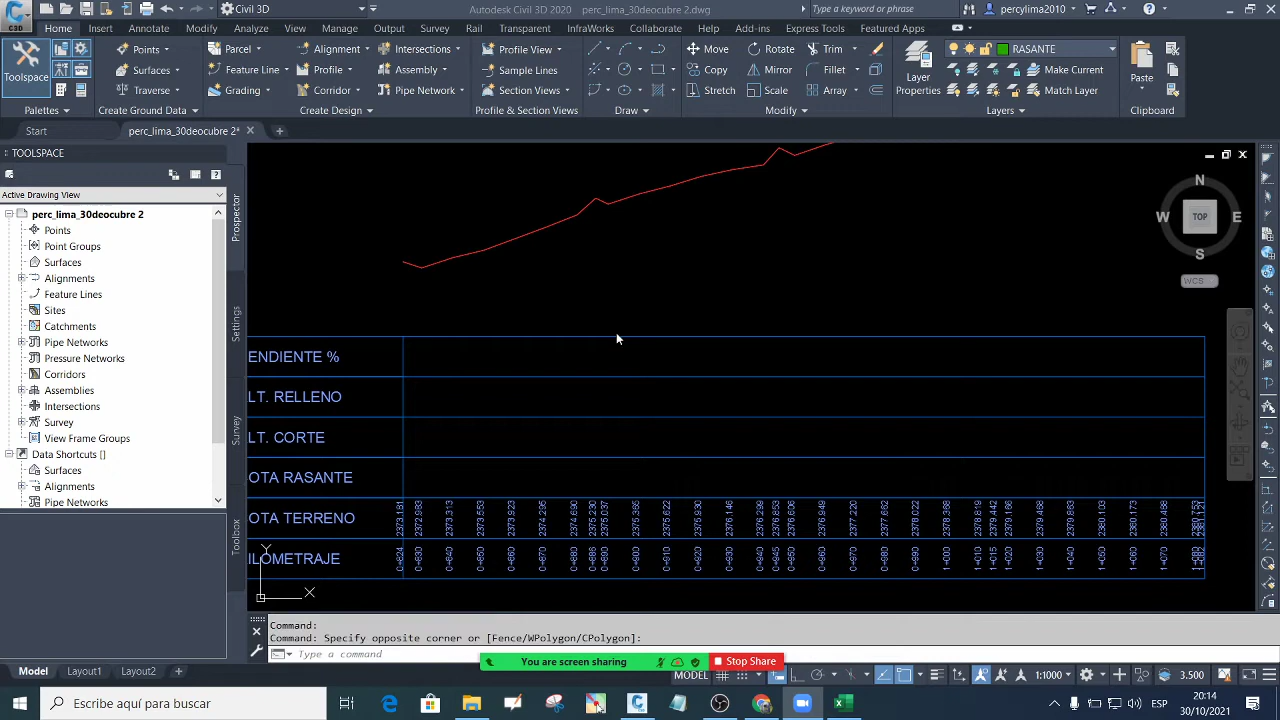 Civil 3D
Autodesk Civil 3D 2020 perc_lima_30deocubre 2.dwg
Type a keyword or phrase
percylima2010
Home Insert Annotate Modify Analyze View Manage Output Survey Rail Transparent InfraWorks Collaborate Help Add-ins Express Tools Featured Apps
Toolspace
Points
Surfaces
Traverse
Parcel
Feature Line
Grading
Alignment
Profile
Corridor
Intersections
Assembly
Pipe Network
Profile View
Sample Lines
Section Views
Move
Copy
Stretch
Rotate
Mirror
Scale
Trim
Fillet
Array
Layer
Properties
RASANTE
Make Current
Match Layer
Paste
Palettes
Create Ground Data
Create Design
Profile & Section Views
Draw
Modify
Layers
Clipboard
Start
perc_lima_30deocubre 2*
TOOLSPACE
Active Drawing View
perc_lima_30deocubre 2
Points
Point Groups
Surfaces
Alignments
Feature Lines
Sites
Catchments
Pipe Networks
Pressure Networks
Corridors
Assemblies
Intersections
Survey
View Frame Groups
Data Shortcuts []
Surfaces
Alignments
Pipe Networks
Prospector
Settings
Survey
Toolbox
N
W TOP E
S
WCS
ENDIENTE %
LT. RELLENO
LT. CORTE
OTA RASANTE
OTA TERRENO
ILOMETRAJE
Y
X
Command:
Command: Specify opposite corner or [Fence/WPolygon/CPolygon]:
Type a command
You are screen sharing
Stop Share
Model Layout1 Layout2
MODEL
1:1000
3.500
Escribe aquí para buscar
ESP
20:14
30/10/2021